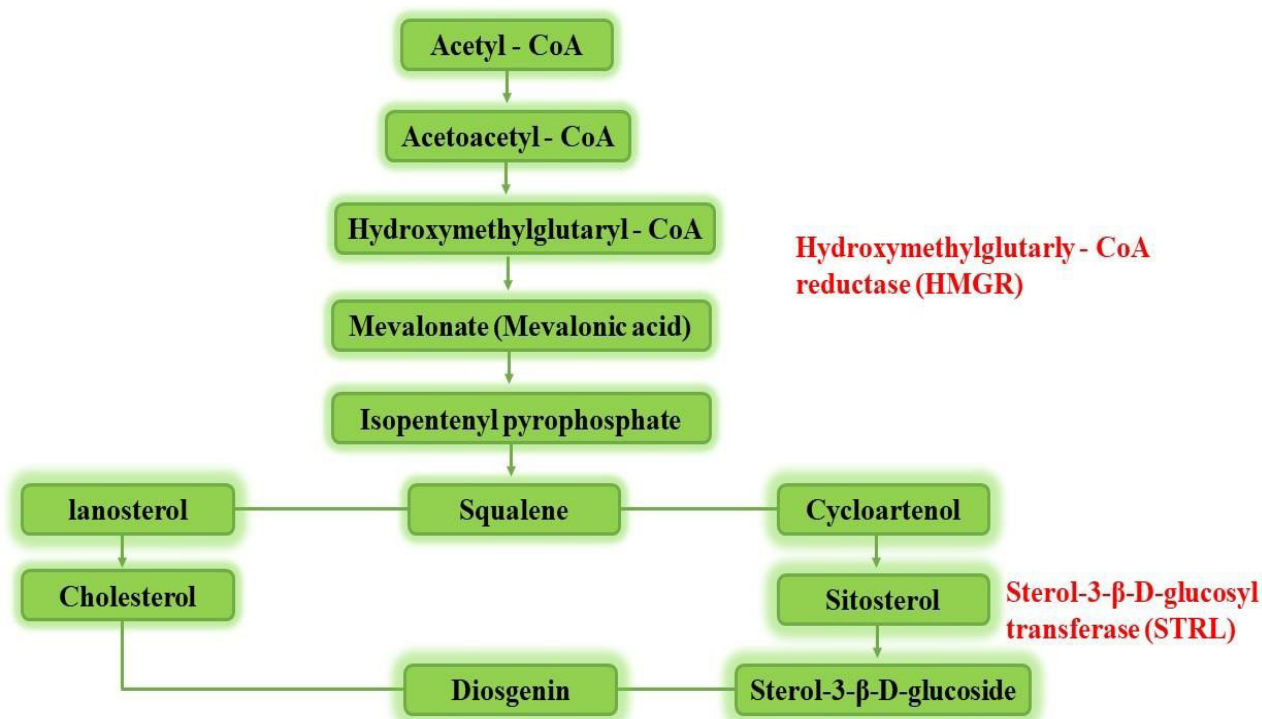 Acetyl - CoA
Acetoacetyl - CoA
Hydroxymethylglutaryl - CoA
Hydroxymethylglutarly - CoA
reductase (HMGR)
Mevalonate (Mevalonic acid)
Isopentenyl pyrophosphate
lanosterol
Squalene
Cycloartenol
Cholesterol
Sitosterol
Sterol-3-β-D-glucosyl
transferase (STRL)
Diosgenin
Sterol-3-β-D-glucoside